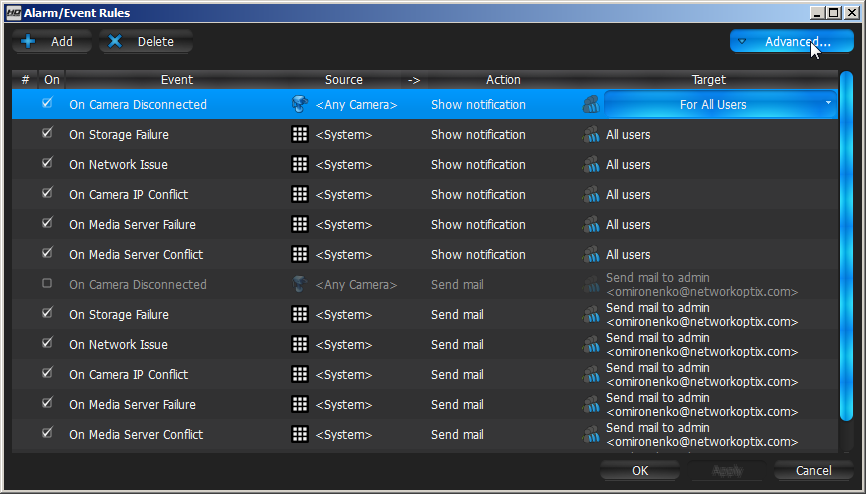 HD Alarm/Event Rules
Add Delete Advanced...
# On Event Source -> Action Target
On Camera Disconnected <Any Camera> Show notification For All Users
On Storage Failure <System> Show notification All users
On Network Issue <System> Show notification All users
On Camera IP Conflict <System> Show notification All users
On Media Server Failure <System> Show notification All users
On Media Server Conflict <System> Show notification All users
On Camera Disconnected <Any Camera> Send mail Send mail to admin
<omironenko@networkoptix.com>
On Storage Failure <System> Send mail Send mail to admin
<omironenko@networkoptix.com>
On Network Issue <System> Send mail Send mail to admin
<omironenko@networkoptix.com>
On Camera IP Conflict <System> Send mail Send mail to admin
<omironenko@networkoptix.com>
On Media Server Failure <System> Send mail Send mail to admin
<omironenko@networkoptix.com>
On Media Server Conflict <System> Send mail Send mail to admin
<omironenko@networkoptix.com>
OK Apply Cancel